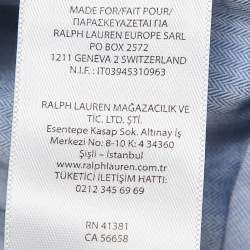 MADE FOR/FAIT POUR/
ΠΑΡΑΣΚΕΥΑΖΕΤΑΙ ΓΙΑ
RALPH LAUREN EUROPE SARL
PO BOX 2572
1211 GENEVA 2 SWITZERLAND
N.I.F. : IT03945310963
RALPH LAUREN MAĞAZACILIK VE
TİC. LTD. ŞTİ.
Esentepe Kasap Sok. Altınay İş
Merkezi No: 8-10 K: 4 34360
Şişli - İstanbul
www.ralphlauren.com.tr
TÜKETİCİ İLETİŞİM HATTI:
0212 345 69 69
RN 41381
CA 56658